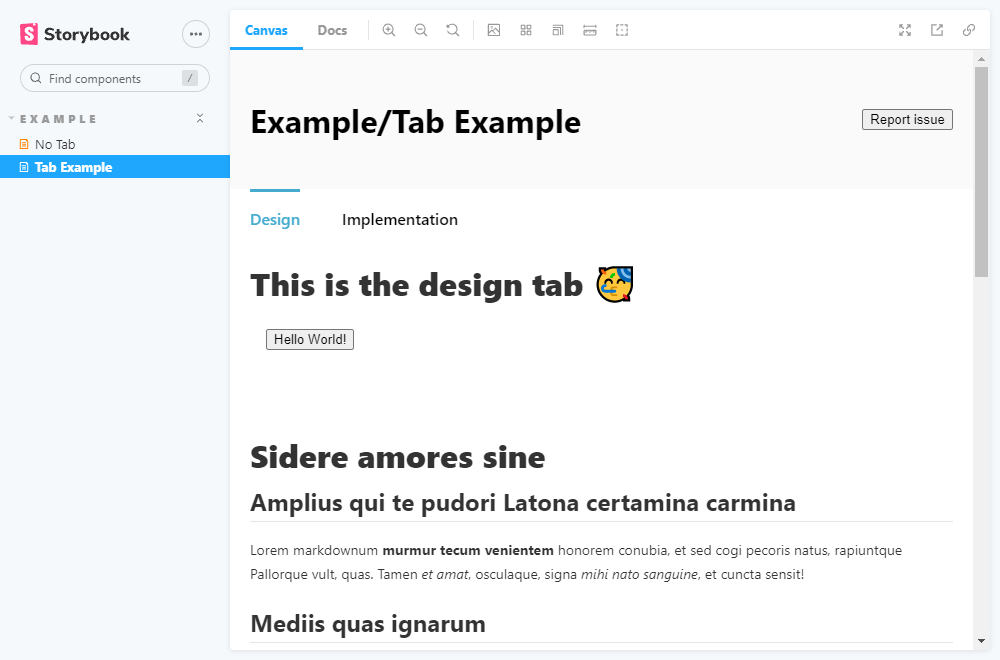 Storybook
Find components
/
EXAMPLE
No Tab
Tab Example
Canvas
Docs
Example/Tab Example
Report issue
Design
Implementation
This is the design tab 🥳
Hello World!
Sidere amores sine
Amplius qui te pudori Latona certamina carmina
Lorem markdownum murmur tecum venientem honorem conubia, et sed cogi pecoris natus, rapiuntque
Pallorque vult, quas. Tamen et amat, osculaque, signa mihi nato sanguine, et cuncta sensit!
Mediis quas ignarum